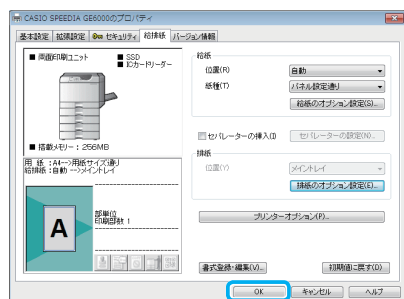 CASIO SPEEDIA GE6000のプロパティ
基本設定 拡張設定 セキュリティ 給排紙 バージョン情報
■ 両面印刷ユニット
■ SSD
■ ICカードリーダー
■ 搭載メモリー : 256MB
用 紙 : A4-->用紙サイズ通り
給排紙 : 自動 -->メイントレイ
A
部単位
印刷部数 1
給紙
位置(R) 自動
紙種(T) パネル設定通り
給紙のオプション設定(S)...
セパレーターの挿入(I) セパレーターの設定(N)...
排紙
位置(Y) メイントレイ
排紙のオプション設定(E)...
プリンターオプション(P)...
書式登録・編集(V)... 初期値に戻す(D)
OK キャンセル ヘルプ